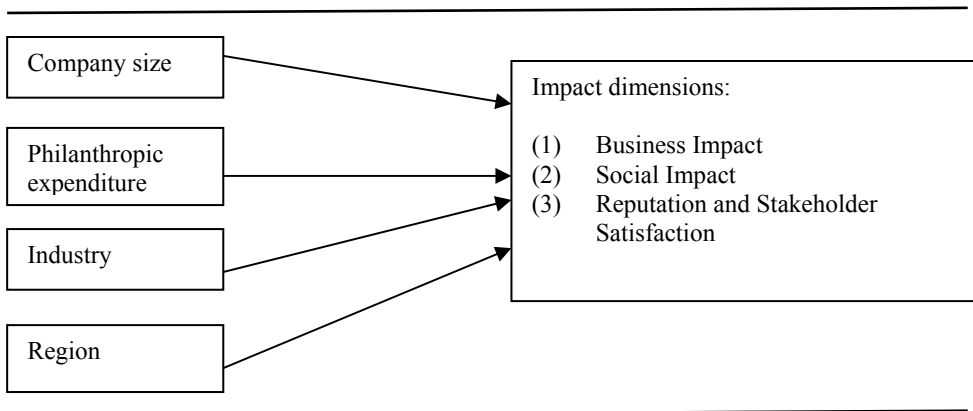 Company size
Philanthropic
expenditure
Industry
Region
Impact dimensions:
(1) Business Impact
(2) Social Impact
(3) Reputation and Stakeholder
Satisfaction